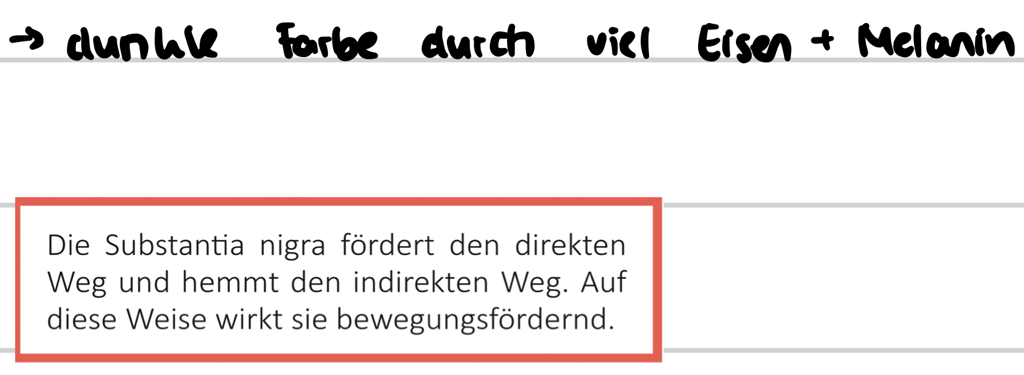 → dunkle Farbe durch viel Eisen + Melanin
Die Substantia nigra fördert den direkten
Weg und hemmt den indirekten Weg. Auf
diese Weise wirkt sie bewegungsfördernd.